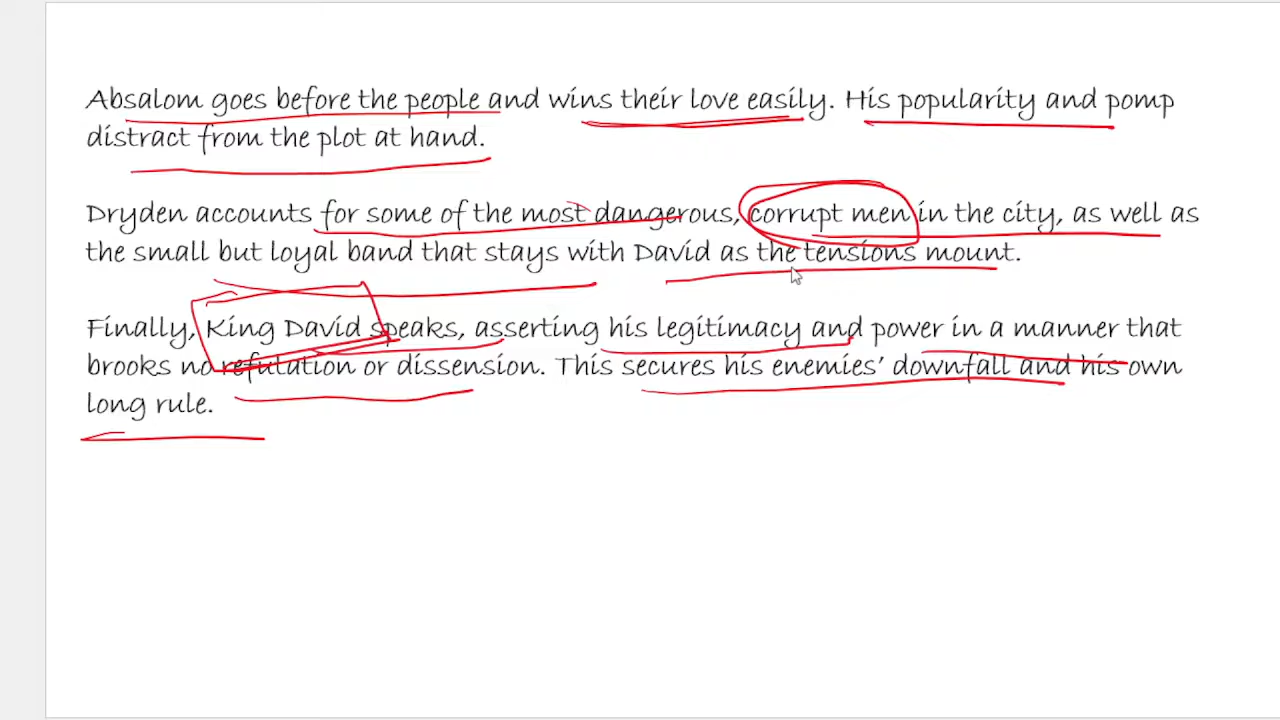 Absalom goes before the people and wins their love easily. His popularity and pomp
distract from the plot at hand.
Dryden accounts for some of the most dangerous, corrupt men in the city, as well as
the small but loyal band that stays with David as the tensions mount.
Finally, King David speaks, asserting his legitimacy and power in a manner that
brooks no refutation or dissension. This secures his enemies' downfall and his own
long rule.